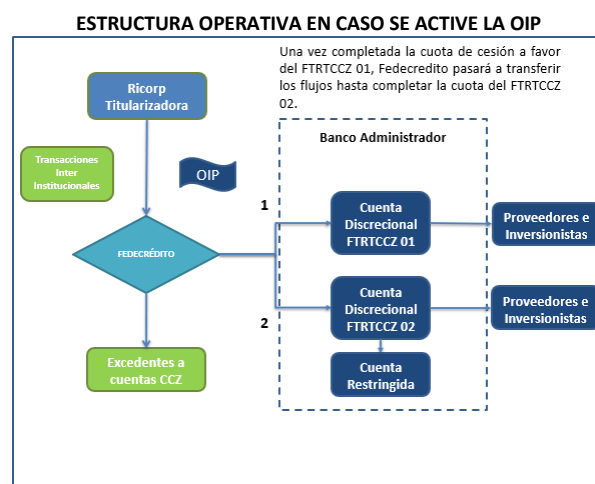 ESTRUCTURA OPERATIVA EN CASO SE ACTIVE LA OIP
Una vez completada la cuota de cesión a favor
del FTRTCCZ 01, Fedecredito pasará a transferir
los flujos hasta completar la cuota del FTRTCCZ
02.
Ricorp
Titularizadora
Banco Administrador
Transacciones
Inter
Institucionales
OIP
1
Cuenta
Discrecional
FTRTCCZ 01
Proveedores e
Inversionistas
FEDECRÉDITO
Cuenta
Discrecional
FTRTCCZ 02
Proveedores e
Inversionistas
2
Excedentes a
cuentas CCZ
Cuenta
Restringida